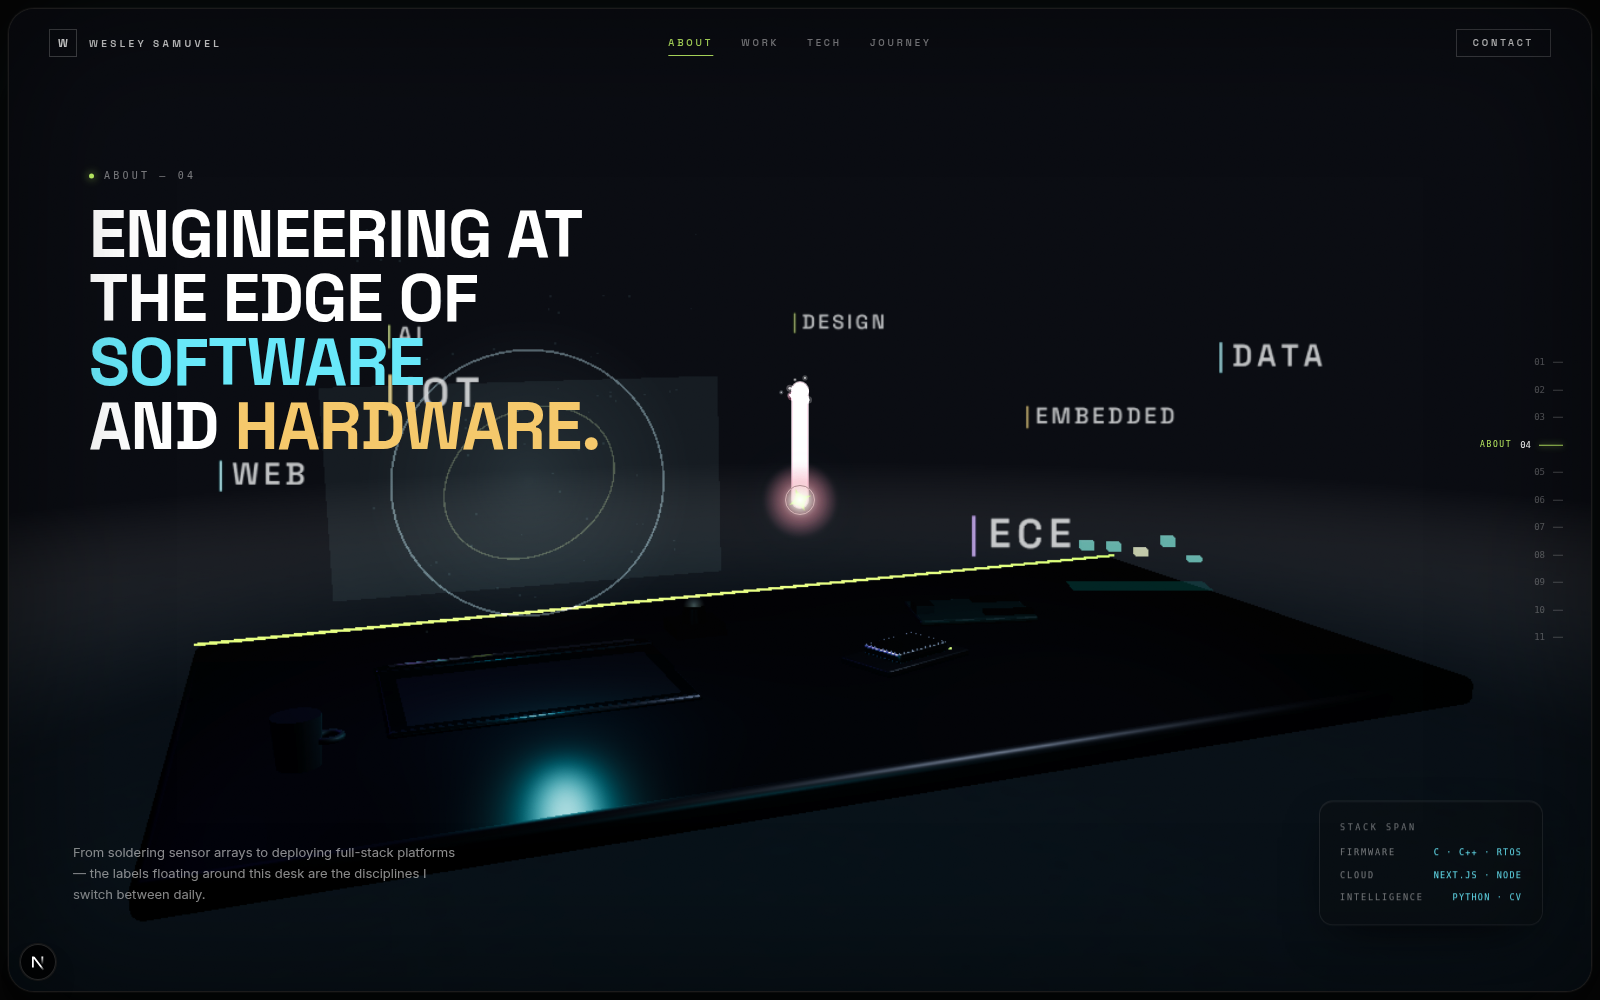 W WESLEY SAMUVEL
ABOUT WORK TECH JOURNEY
CONTACT
ABOUT — 04
ENGINEERING AT
THE EDGE OF
SOFTWARE
AND HARDWARE.
AI
IOT
WEB
DESIGN
DATA
EMBEDDED
ECE
01
02
03
ABOUT 04
05
06
07
08
09
10
11
From soldering sensor arrays to deploying full-stack platforms
— the labels floating around this desk are the disciplines I
switch between daily.
STACK SPAN
FIRMWARE C · C++ · RTOS
CLOUD NEXT.JS · NODE
INTELLIGENCE PYTHON · CV
N